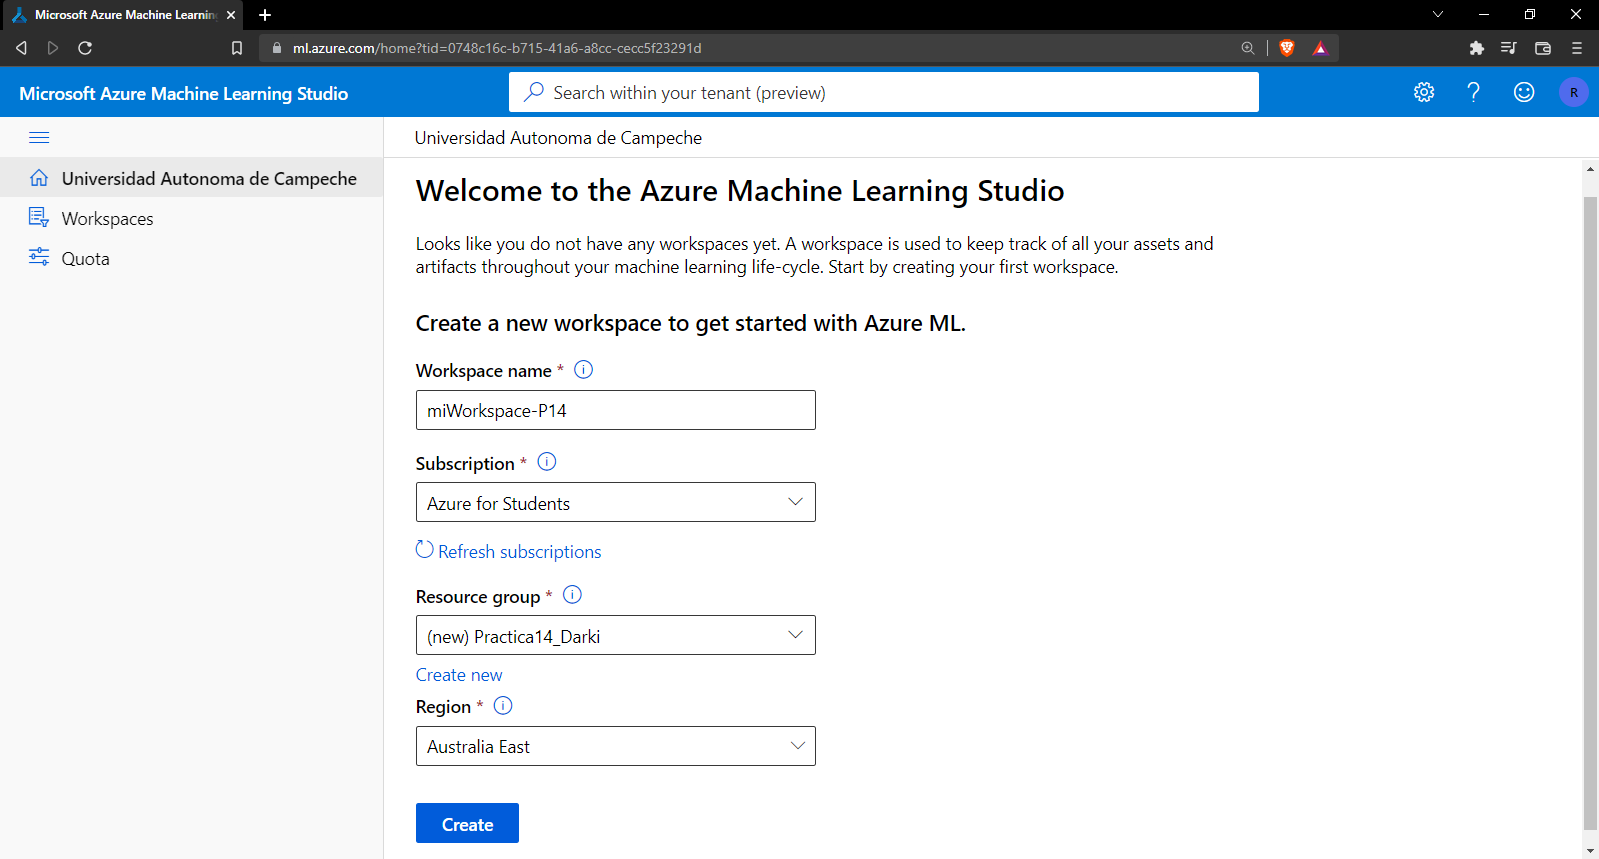 Microsoft Azure Machine Learnin
ml.azure.com/home?tid=0748c16c-b715-41a6-a8cc-cecc5f23291d
Microsoft Azure Machine Learning Studio
Search within your tenant (preview)
R
Universidad Autonoma de Campeche
Workspaces
Quota
Universidad Autonoma de Campeche
Welcome to the Azure Machine Learning Studio
Looks like you do not have any workspaces yet. A workspace is used to keep track of all your assets and
artifacts throughout your machine learning life-cycle. Start by creating your first workspace.
Create a new workspace to get started with Azure ML.
Workspace name *
miWorkspace-P14
Subscription *
Azure for Students
Refresh subscriptions
Resource group *
(new) Practica14_Darki
Create new
Region *
Australia East
Create